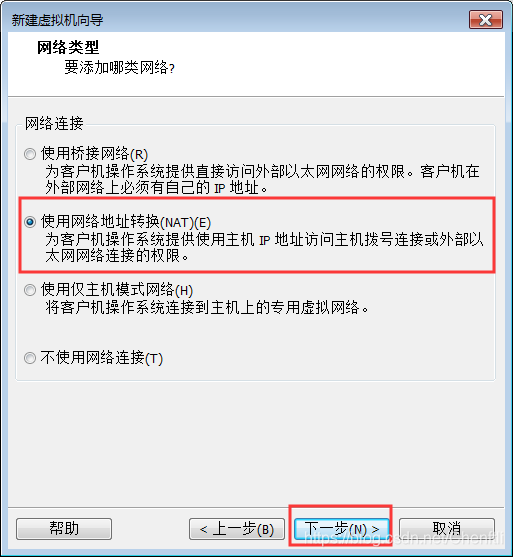 新建虚拟机向导
网络类型
要添加哪类网络?
网络连接
使用桥接网络(R)
为客户机操作系统提供直接访问外部以太网网络的权限。客户机在
外部网络上必须有自己的 IP 地址。
使用网络地址转换(NAT)(E)
为客户机操作系统提供使用主机 IP 地址访问主机拨号连接或外部以
太网网络连接的权限。
使用仅主机模式网络(H)
将客户机操作系统连接到主机上的专用虚拟网络。
不使用网络连接(T)
帮助
< 上一步(B)
下一步(N) >
取消